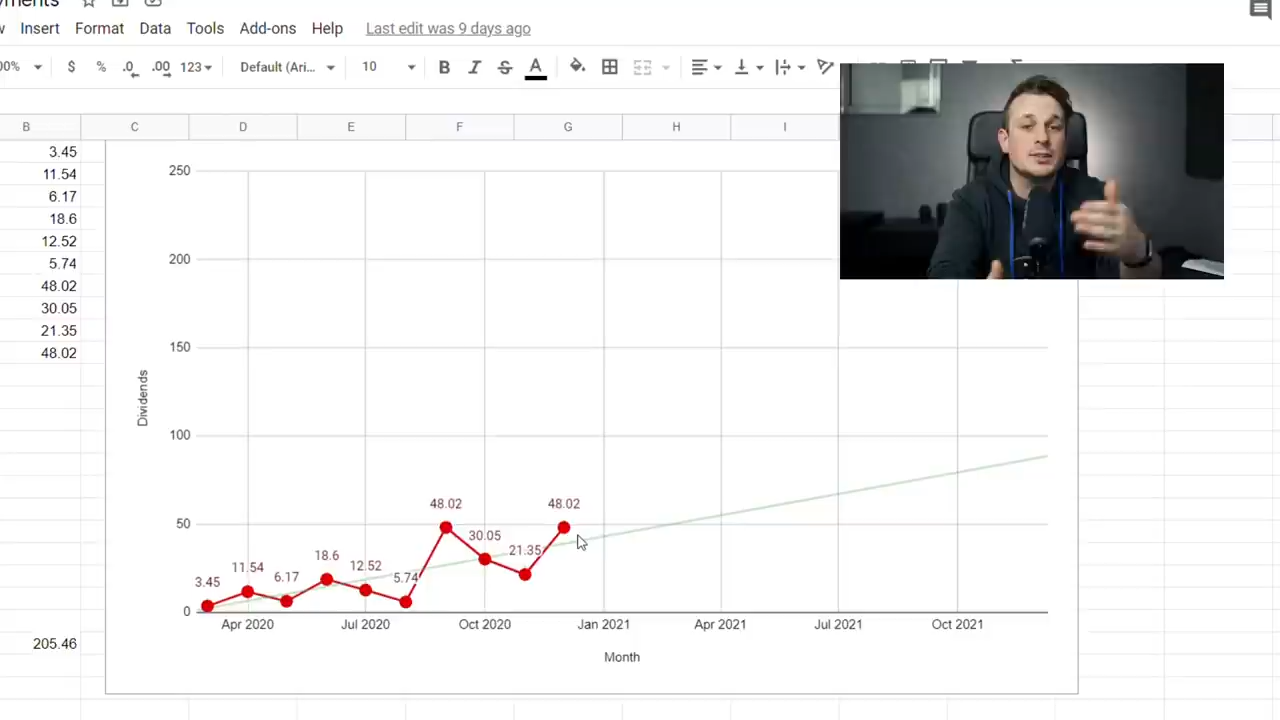 Insert Format Data Tools Add-ons Help Last edit was 9 days ago
$ % .0 .00 123 Default (Ari... 10 B I S A
B C D E F G H I
3.45
11.54
6.17
18.6
12.52
5.74
48.02
30.05
21.35
48.02
205.46
250
200
150
100
50
0
Dividends
3.45 11.54 6.17 18.6 12.52 5.74 48.02 30.05 21.35 48.02
Apr 2020 Jul 2020 Oct 2020 Jan 2021 Apr 2021 Jul 2021 Oct 2021
Month